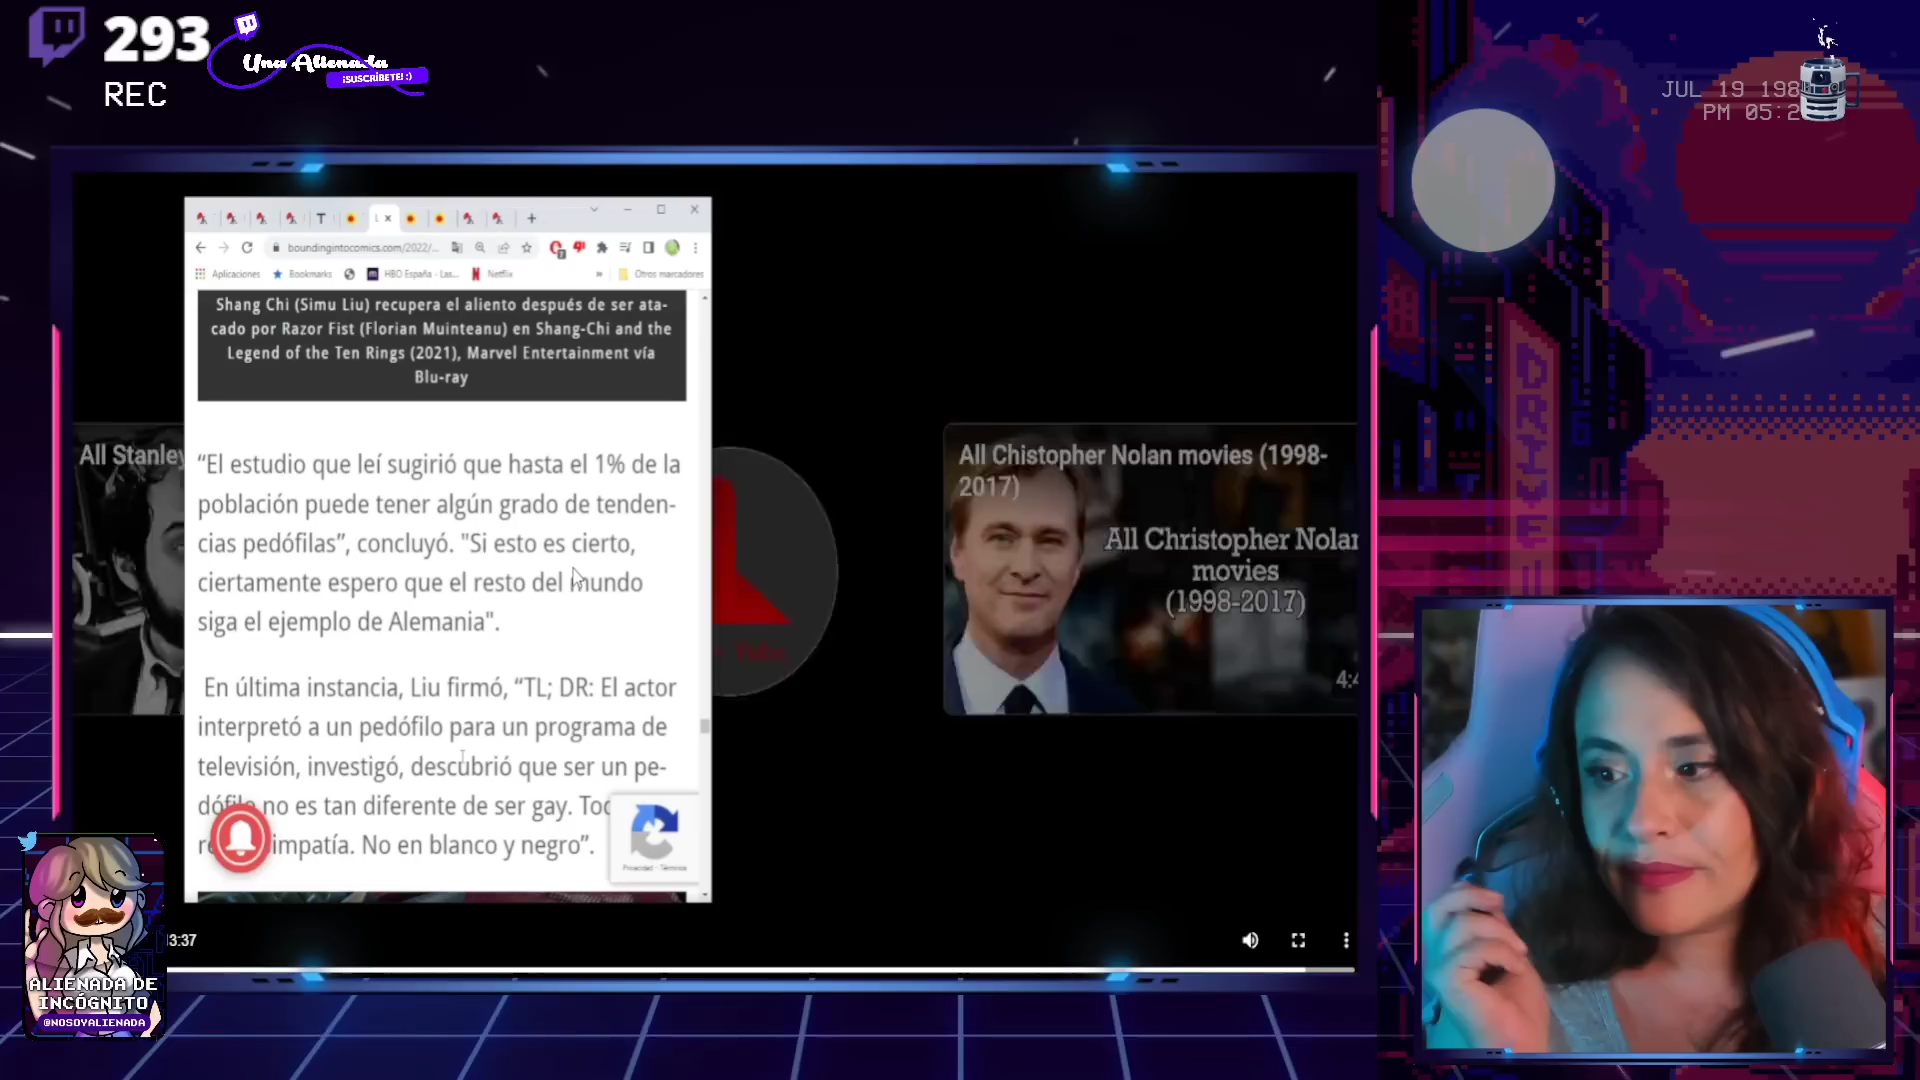 293
REC
Una Alienada
¡SUSCRÍBETE! :)
JUL 19 198
PM 05:2
boundingintocomics.com/2022/...
Aplicaciones
Bookmarks
HBO España - Las...
Netflix
»
Otros marcadores
Shang Chi (Simu Liu) recupera el aliento después de ser ata-
cado por Razor Fist (Florian Muinteanu) en Shang-Chi and the
Legend of the Ten Rings (2021), Marvel Entertainment vía
Blu-ray
“El estudio que leí sugirió que hasta el 1% de la
población puede tener algún grado de tenden-
cias pedófilas”, concluyó. "Si esto es cierto,
ciertamente espero que el resto del mundo
siga el ejemplo de Alemania".
En última instancia, Liu firmó, “TL; DR: El actor
interpretó a un pedófilo para un programa de
televisión, investigó, descubrió que ser un pe-
dófilo no es tan diferente de ser gay. Toc
impatía. No en blanco y negro”.
Privacidad - Términos
All Stanley
Video
All Chistopher Nolan movies (1998-
2017)
All Christopher Nolan
movies
(1998-2017)
4:4
3:37
DRIVE
ALIENADA DE
INCÓGNITO
@NOSOYALIENADA